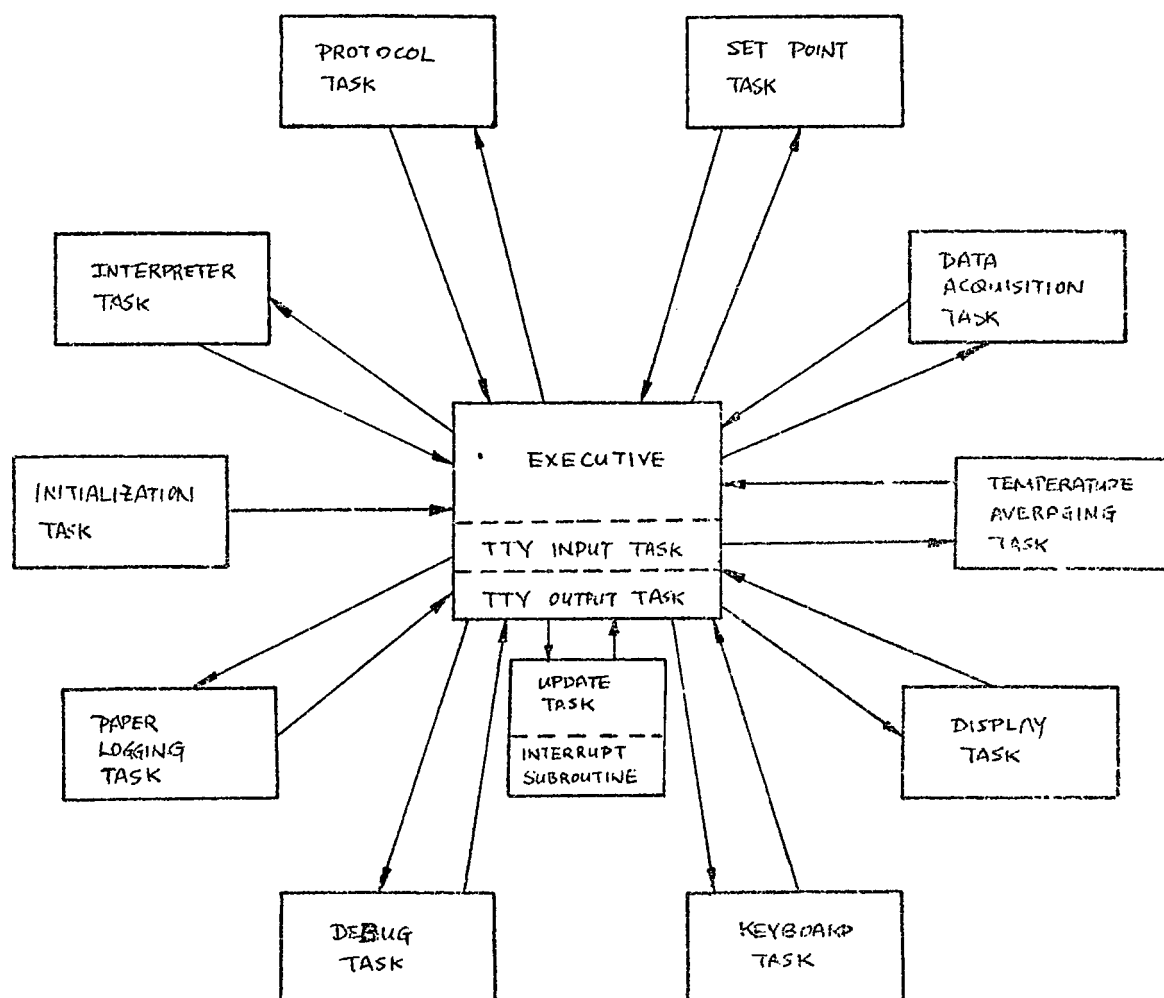 PROTOCOL
TASK
SET POINT
TASK
INTERPRETER
TASK
DATA
ACQUISITION
TASK
EXECUTIVE
INITIALIZATION
TASK
TEMPERATURE
AVERAGING
TASK
TTY INPUT TASK
TTY OUTPUT TASK
UPDATE
TASK
INTERRUPT
SUBROUTINE
PAPER
LOGGING
TASK
DISPLAY
TASK
DEBUG
TASK
KEYBOARD
TASK